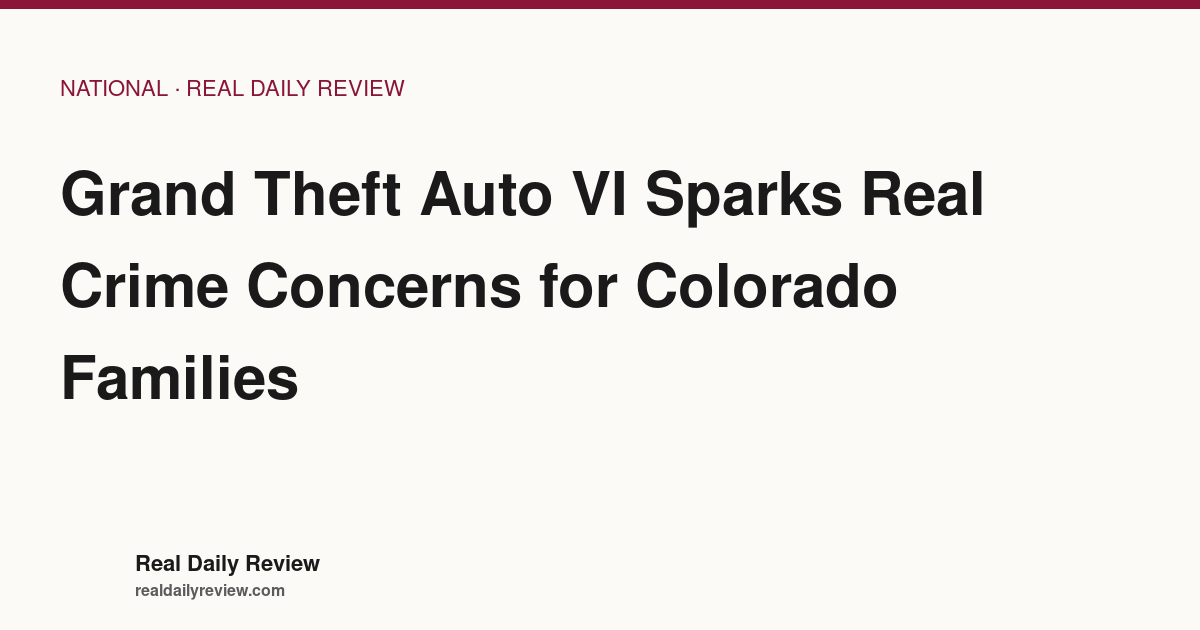 NATIONAL · REAL DAILY REVIEW
Grand Theft Auto VI Sparks Real
Crime Concerns for Colorado
Families
Real Daily Review
realdailyreview.com